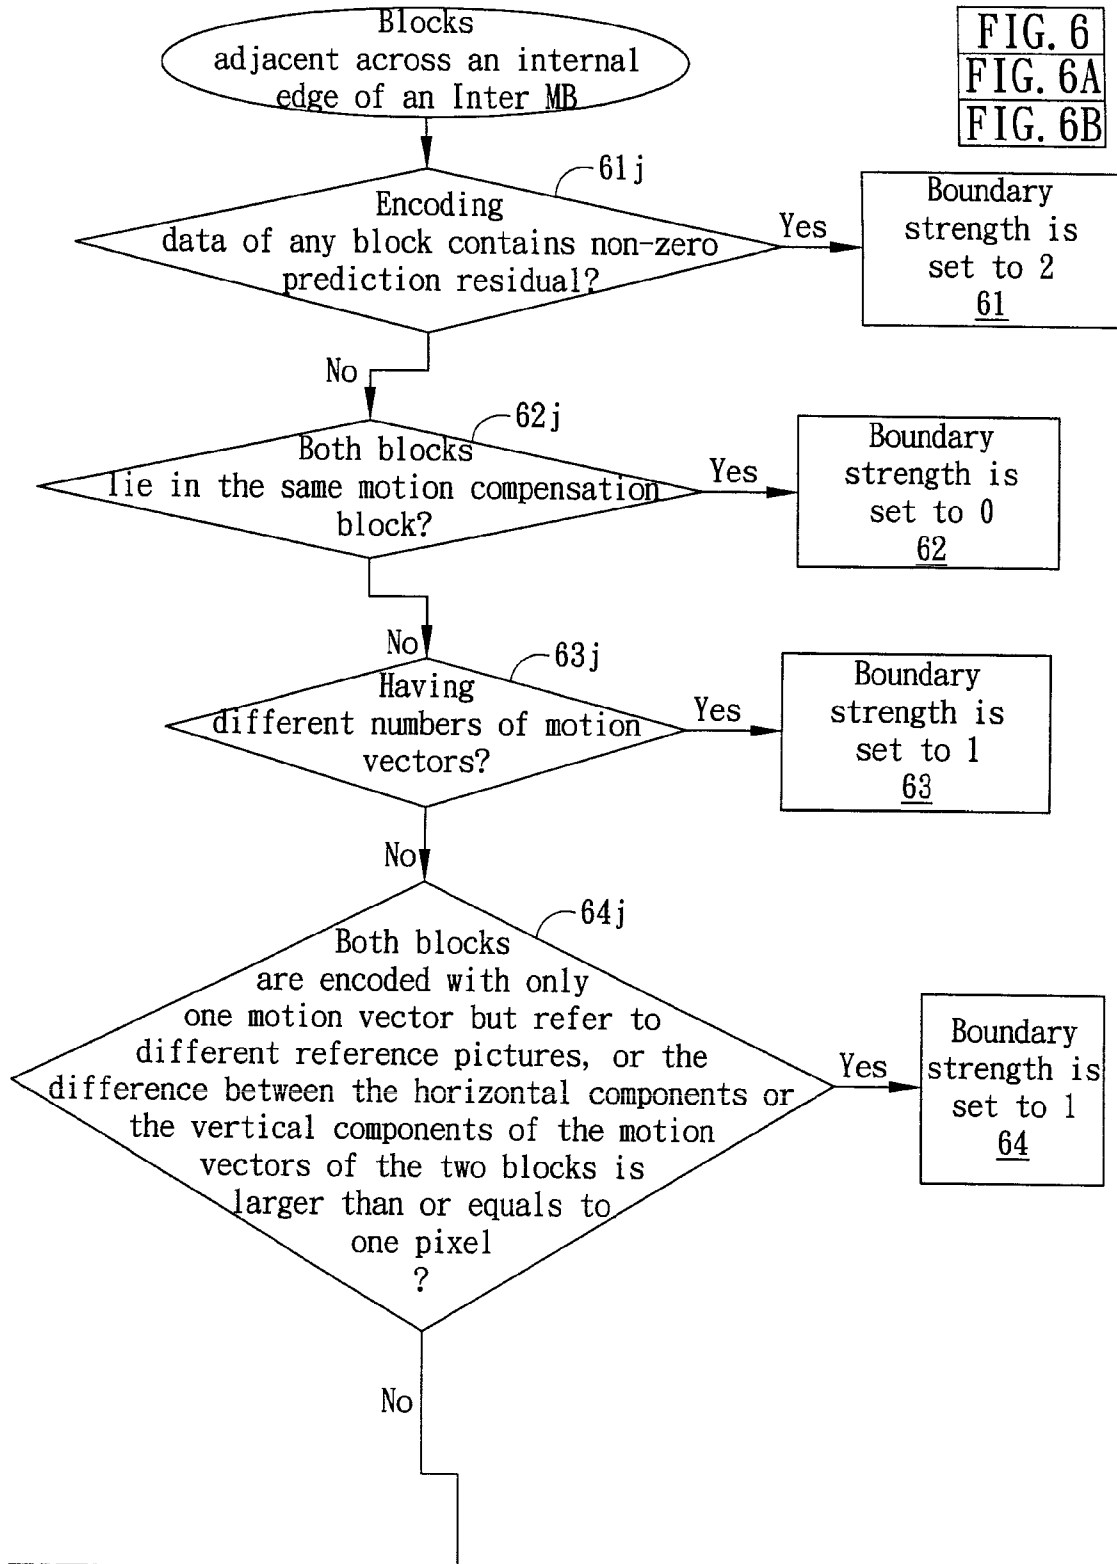 Blocks
adjacent across an internal
edge of an Inter MB
FIG. 6
FIG. 6A
FIG. 6B
61j
Encoding
data of any block contains non-zero
prediction residual?
Yes
Boundary
strength is
set to 2
61
No
62j
Both blocks
lie in the same motion compensation
block?
Yes
Boundary
strength is
set to 0
62
No
63j
Having
different numbers of motion
vectors?
Yes
Boundary
strength is
set to 1
63
No
64j
Both blocks
are encoded with only
one motion vector but refer to
different reference pictures, or the
difference between the horizontal components or
the vertical components of the motion
vectors of the two blocks is
larger than or equals to
one pixel
?
Yes
Boundary
strength is
set to 1
64
No